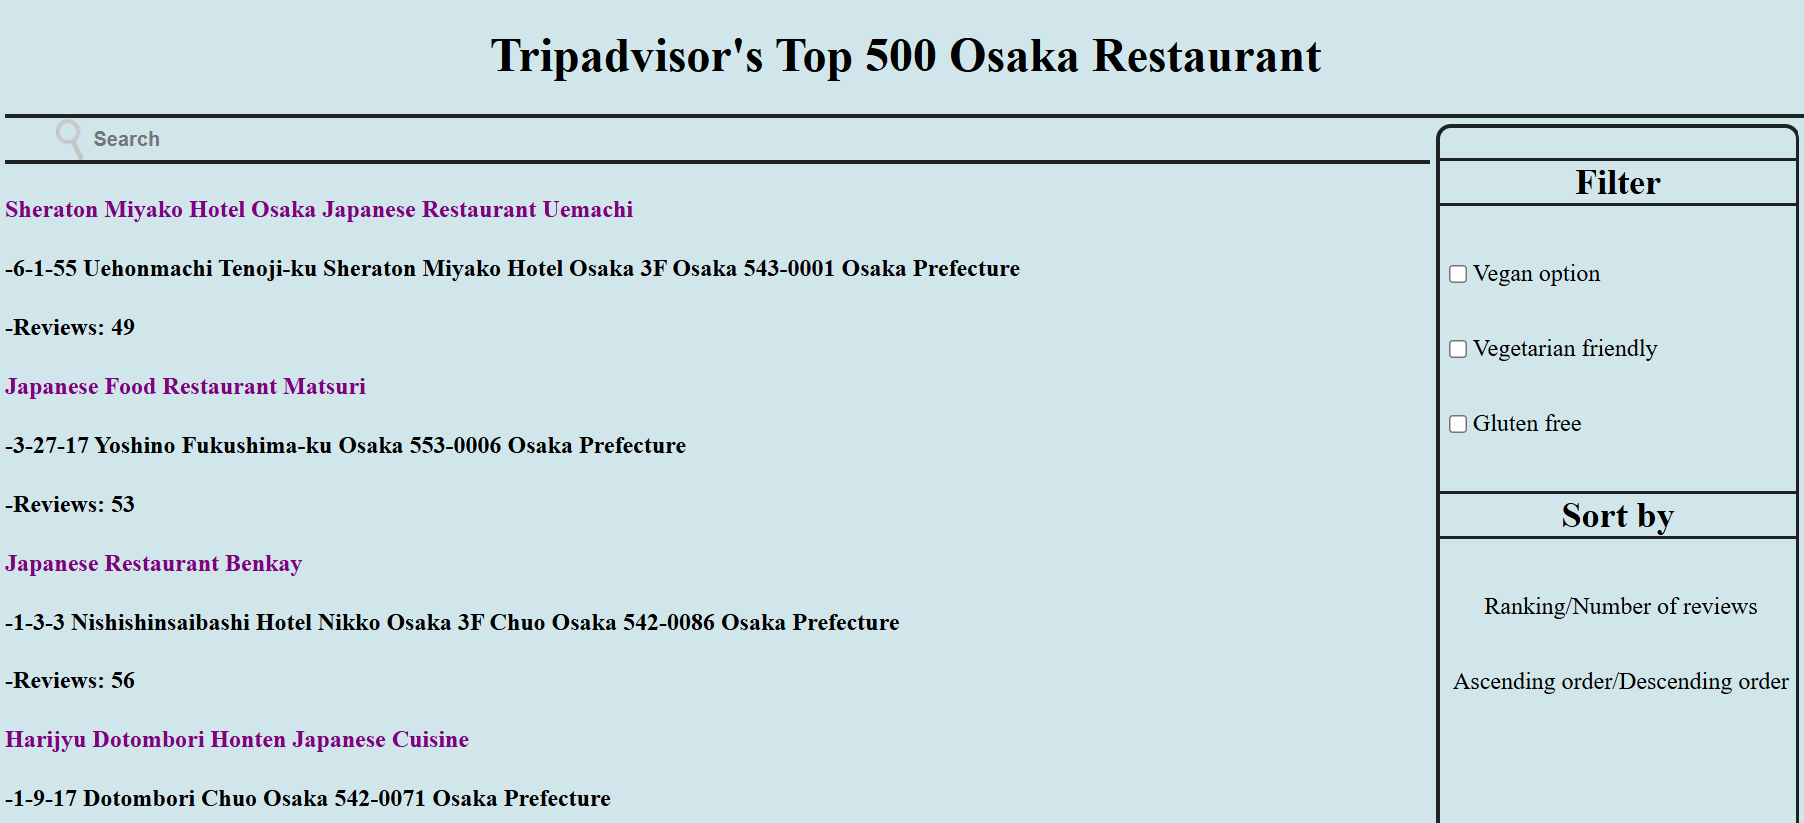 Tripadvisor's Top 500 Osaka Restaurant
Search
Sheraton Miyako Hotel Osaka Japanese Restaurant Uemachi
-6-1-55 Uehonmachi Tenoji-ku Sheraton Miyako Hotel Osaka 3F Osaka 543-0001 Osaka Prefecture
-Reviews: 49
Japanese Food Restaurant Matsuri
-3-27-17 Yoshino Fukushima-ku Osaka 553-0006 Osaka Prefecture
-Reviews: 53
Japanese Restaurant Benkay
-1-3-3 Nishishinsaibashi Hotel Nikko Osaka 3F Chuo Osaka 542-0086 Osaka Prefecture
-Reviews: 56
Harijyu Dotombori Honten Japanese Cuisine
-1-9-17 Dotombori Chuo Osaka 542-0071 Osaka Prefecture
Filter
Vegan option
Vegetarian friendly
Gluten free
Sort by
Ranking/Number of reviews
Ascending order/Descending order